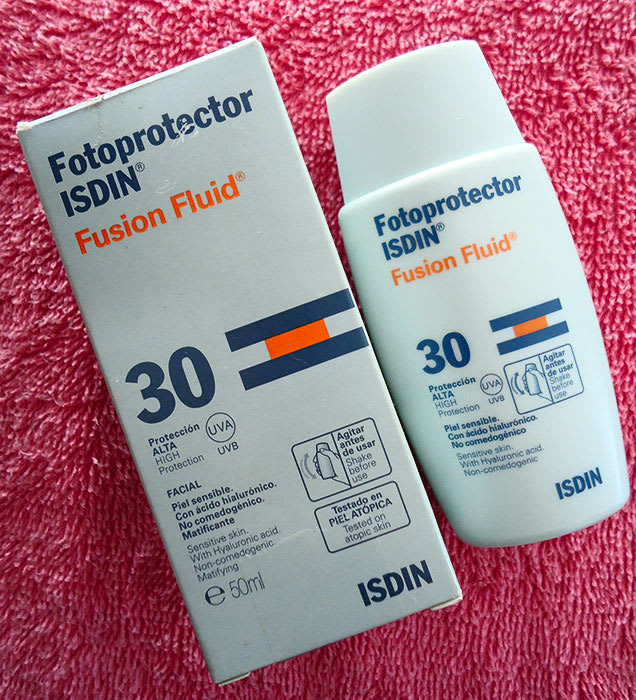 Fotoprotector
ISDIN®
Fusion Fluid®
30
Protección
ALTA
HIGH
Protection
UVA
UVB
FACIAL
Piel sensible.
Con ácido hialurónico.
No comedogénico.
Matificante
Sensitive skin.
With Hyaluronic acid.
Non-comedogenic.
Matifying
℮ 50ml
Agitar
antes
de usar
Shake
before
use
Testado en
PIEL ATÓPICA
Tested on
atopic skin
ISDIN
Fotoprotector
ISDIN®
Fusion Fluid®
30
Protección
ALTA
HIGH
Protection
UVA
UVB
Agitar
antes
de usar
Shake
before
use
Piel sensible.
Con ácido hialurónico.
No comedogénico
Sensitive skin.
With Hyaluronic acid.
Non-comedogenic
ISDIN